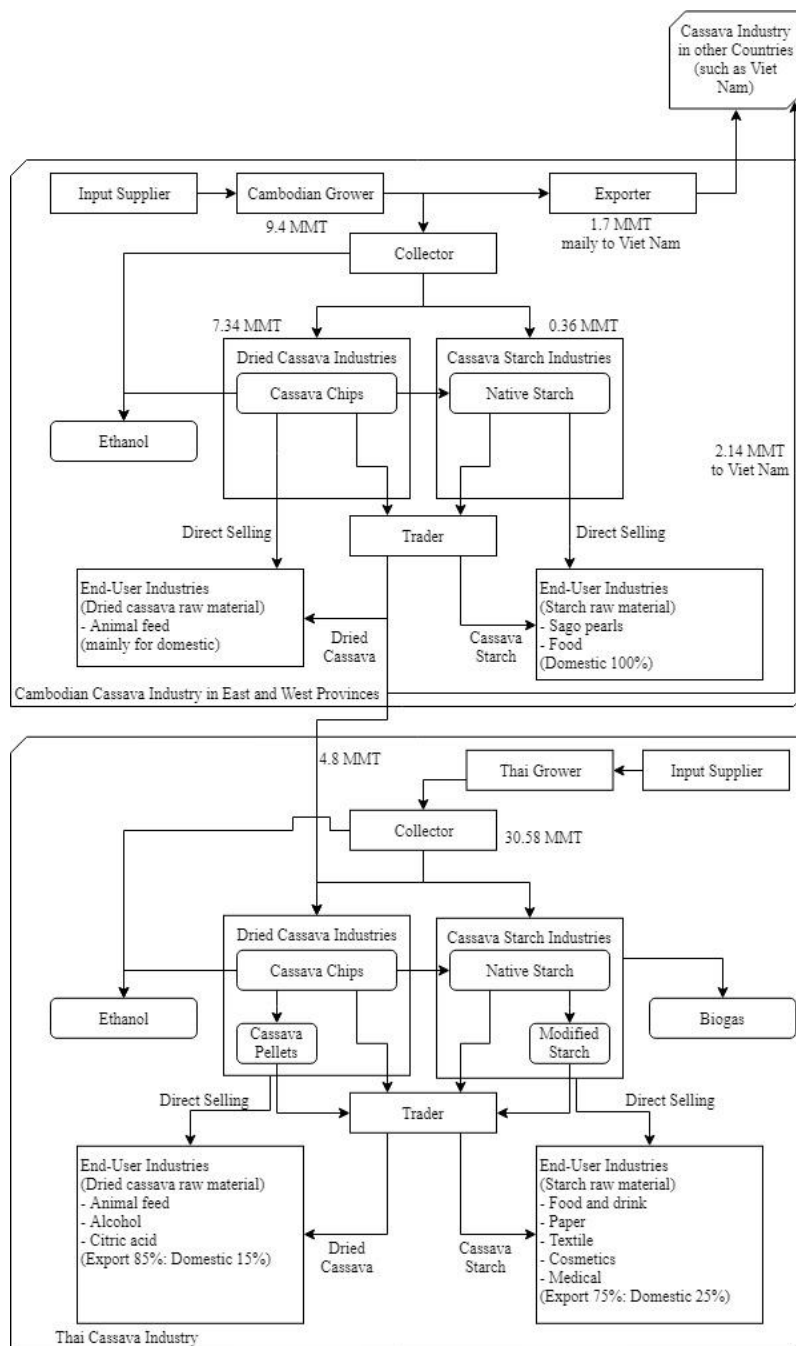 Cassava Industry
in other Countries
(such as Viet
Nam)
Input Supplier
Cambodian Grower
Exporter
9.4 MMT
1.7 MMT
maily to Viet Nam
Collector
7.34 MMT
0.36 MMT
Dried Cassava Industries
Cassava Starch Industries
Cassava Chips
Native Starch
Ethanol
2.14 MMT
to Viet Nam
Direct Selling
Trader
Direct Selling
End-User Industries
(Dried cassava raw material)
- Animal feed
(mainly for domestic)
Dried
Cassava
Cassava
Starch
End-User Industries
(Starch raw material)
- Sago pearls
- Food
(Domestic 100%)
Cambodian Cassava Industry in East and West Provinces
4.8 MMT
Thai Grower
Input Supplier
Collector
30.58 MMT
Dried Cassava Industries
Cassava Starch Industries
Cassava Chips
Native Starch
Ethanol
Cassava
Pellets
Modified
Starch
Biogas
Direct Selling
Trader
Direct Selling
End-User Industries
(Dried cassava raw material)
- Animal feed
- Alcohol
- Citric acid
(Export 85%: Domestic 15%)
Dried
Cassava
Cassava
Starch
End-User Industries
(Starch raw material)
- Food and drink
- Paper
- Textile
- Cosmetics
- Medical
(Export 75%: Domestic 25%)
Thai Cassava Industry